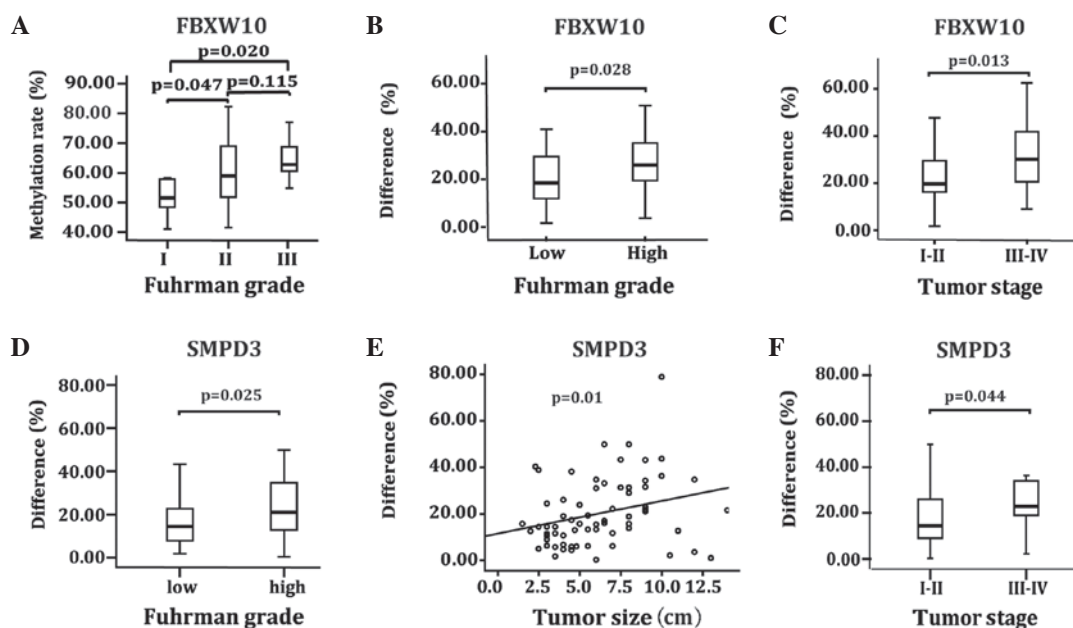 A
FBXW10
p=0.020
p=0.047
p=0.115
Methylation rate (%)
90.00
80.00
70.00
60.00
50.00
40.00
I II III
Fuhrman grade
B
FBXW10
p=0.028
Difference (%)
60.00
40.00
20.00
0.00
Low High
Fuhrman grade
C
FBXW10
p=0.013
Difference (%)
60.00
40.00
20.00
0.00
I-II III-IV
Tumor stage
D
SMPD3
p=0.025
Difference (%)
80.00
60.00
40.00
20.00
0.00
low high
Fuhrman grade
E
SMPD3
p=0.01
Difference (%)
80.00
60.00
40.00
20.00
0.00
0.0 2.5 5.0 7.5 10.0 12.5
Tumor size (cm)
F
SMPD3
p=0.044
Difference (%)
80.00
60.00
40.00
20.00
0.00
I-II III-IV
Tumor stage